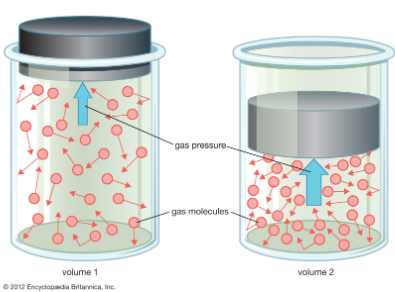 gas pressure
gas molecules
volume 1
volume 2
© 2012 Encyclopædia Britannica, Inc.